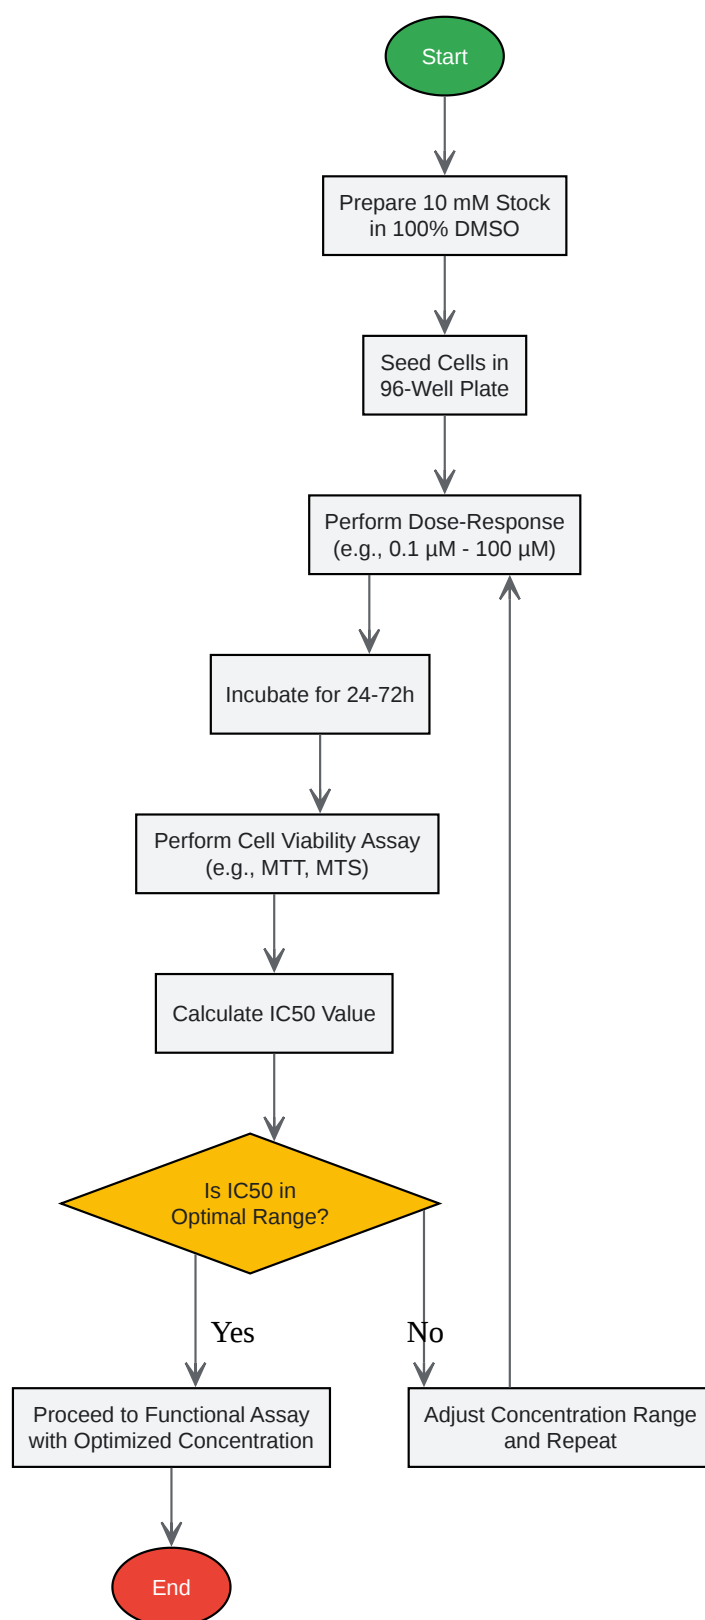 Start
Prepare 10 mM Stock
in 100% DMSO
Seed Cells in
96-Well Plate
Perform Dose-Response
(e.g., 0.1 µM - 100 µM)
Incubate for 24-72h
Perform Cell Viability Assay
(e.g., MTT, MTS)
Calculate IC50 Value
Is IC50 in
Optimal Range?
Yes
No
Proceed to Functional Assay
with Optimized Concentration
Adjust Concentration Range
and Repeat
End